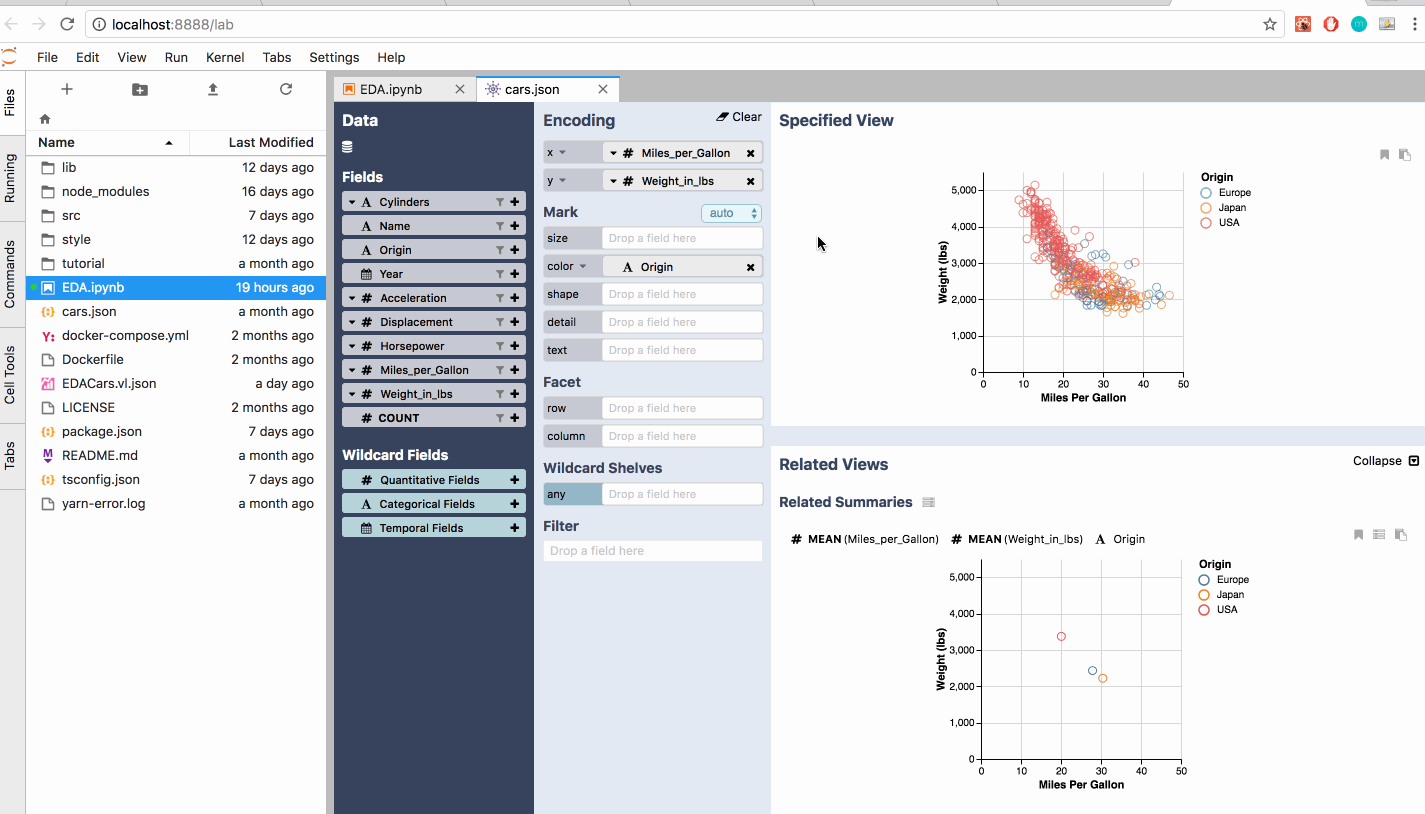 localhost:8888/lab
File Edit View Run Kernel Tabs Settings Help
Files
Running
Commands
Cell Tools
Tabs
Name Last Modified
lib 12 days ago
node_modules 16 days ago
src 7 days ago
style 12 days ago
tutorial a month ago
EDA.ipynb 19 hours ago
cars.json a month ago
docker-compose.yml 2 months ago
Dockerfile 2 months ago
EDACars.vl.json a day ago
LICENSE 2 months ago
package.json 7 days ago
README.md a month ago
tsconfig.json 7 days ago
yarn-error.log a month ago
EDA.ipynb cars.json
Data
Fields
A Cylinders
A Name
A Origin
Year
# Acceleration
# Displacement
# Horsepower
# Miles_per_Gallon
# Weight_in_lbs
# COUNT
Wildcard Fields
# Quantitative Fields
A Categorical Fields
Temporal Fields
Encoding Clear
x # Miles_per_Gallon
y # Weight_in_lbs
Mark auto
size Drop a field here
color A Origin
shape Drop a field here
detail Drop a field here
text Drop a field here
Facet
row Drop a field here
column Drop a field here
Wildcard Shelves
any Drop a field here
Filter
Drop a field here
Specified View
Weight (lbs)
5,000
4,000
3,000
2,000
1,000
0
0 10 20 30 40 50
Miles Per Gallon
Origin
Europe
Japan
USA
Related Views Collapse
Related Summaries
# MEAN (Miles_per_Gallon) # MEAN (Weight_in_lbs) A Origin
Weight (lbs)
5,000
4,000
3,000
2,000
1,000
0
0 10 20 30 40 50
Miles Per Gallon
Origin
Europe
Japan
USA